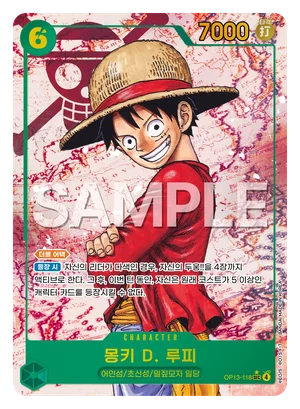 6
7000
打
SAMPLE
더블 어택
등장 시 자신의 리더가 다색인 경우, 자신의 두웅!!을 4장까지
액티브로 한다. 그 후, 이번 턴 동안, 자신은 원래 코스트가 5 이상인
캐릭터 카드를 등장시킬 수 없다.
CHARACTER
몽키 D. 루피
어인섬/초신성/밀짚모자 일당
OP13-118 SEC 4